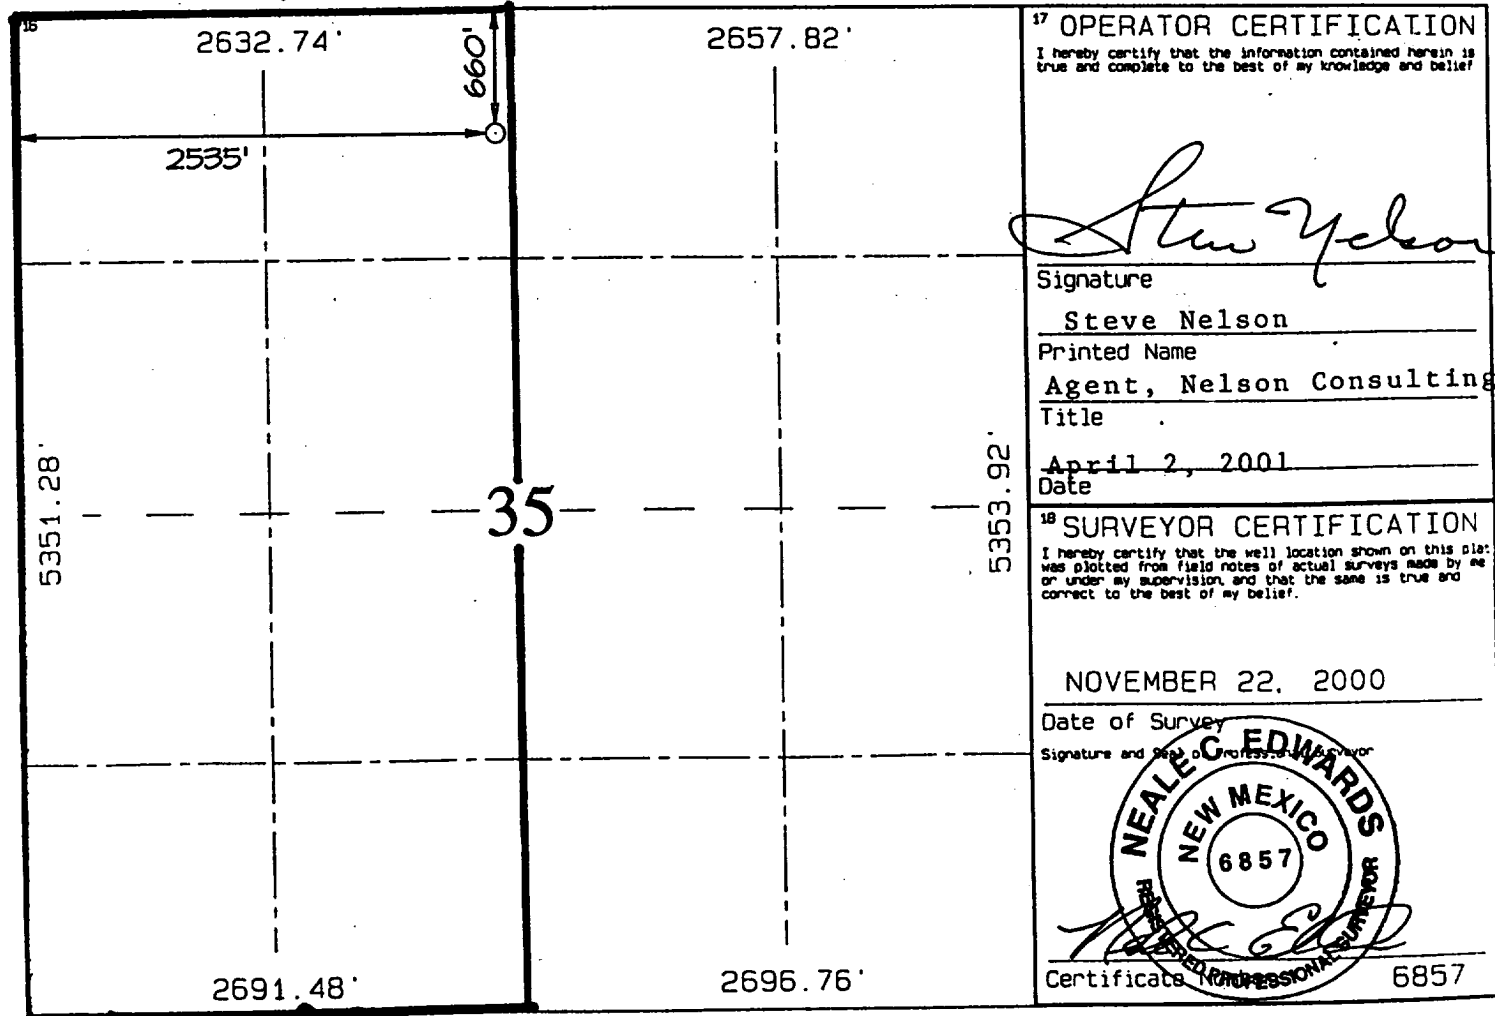 16
2632.74'
2657.82'
660'
2535'
5351.28'
35
5353.92'
2691.48'
2696.76'
17 OPERATOR CERTIFICATION
I hereby certify that the information contained herein is
true and complete to the best of my knowledge and belief
Steve Nelson
Signature
Steve Nelson
Printed Name
Agent, Nelson Consulting
Title
April 2, 2001
Date
18 SURVEYOR CERTIFICATION
I hereby certify that the well location shown on this plat
was plotted from field notes of actual surveys made by me
or under my supervision, and that the same is true and
correct to the best of my belief.
NOVEMBER 22, 2000
Date of Survey
Signature and Seal of Professional Surveyor
NEALE C. EDWARDS
NEW MEXICO
6857
REGISTERED PROFESSIONAL SURVEYOR
Certificate Number 6857